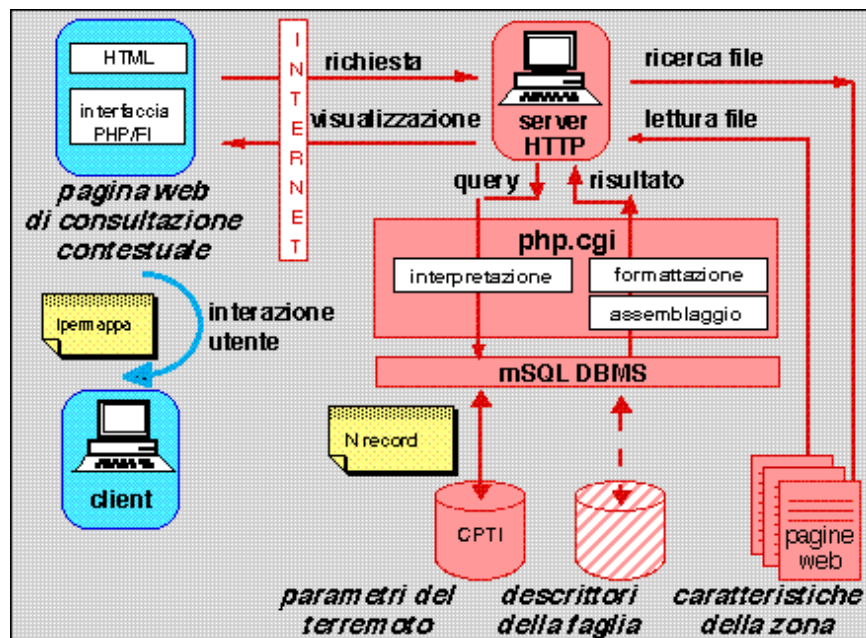 HTML
interfaccia
PHP/FI
pagina web
di consultazione
contestuale
INTERNET
richiesta
visualizzazione
server
HTTP
ricerca file
lettura file
query
risultato
php.cgi
interpretazione
formattazione
assemblaggio
mSQL DBMS
Ipermappa
interazione
utente
client
N record
CPTI
pagine
web
parametri del
terremoto
descrittori
della faglia
caratteristiche
della zona